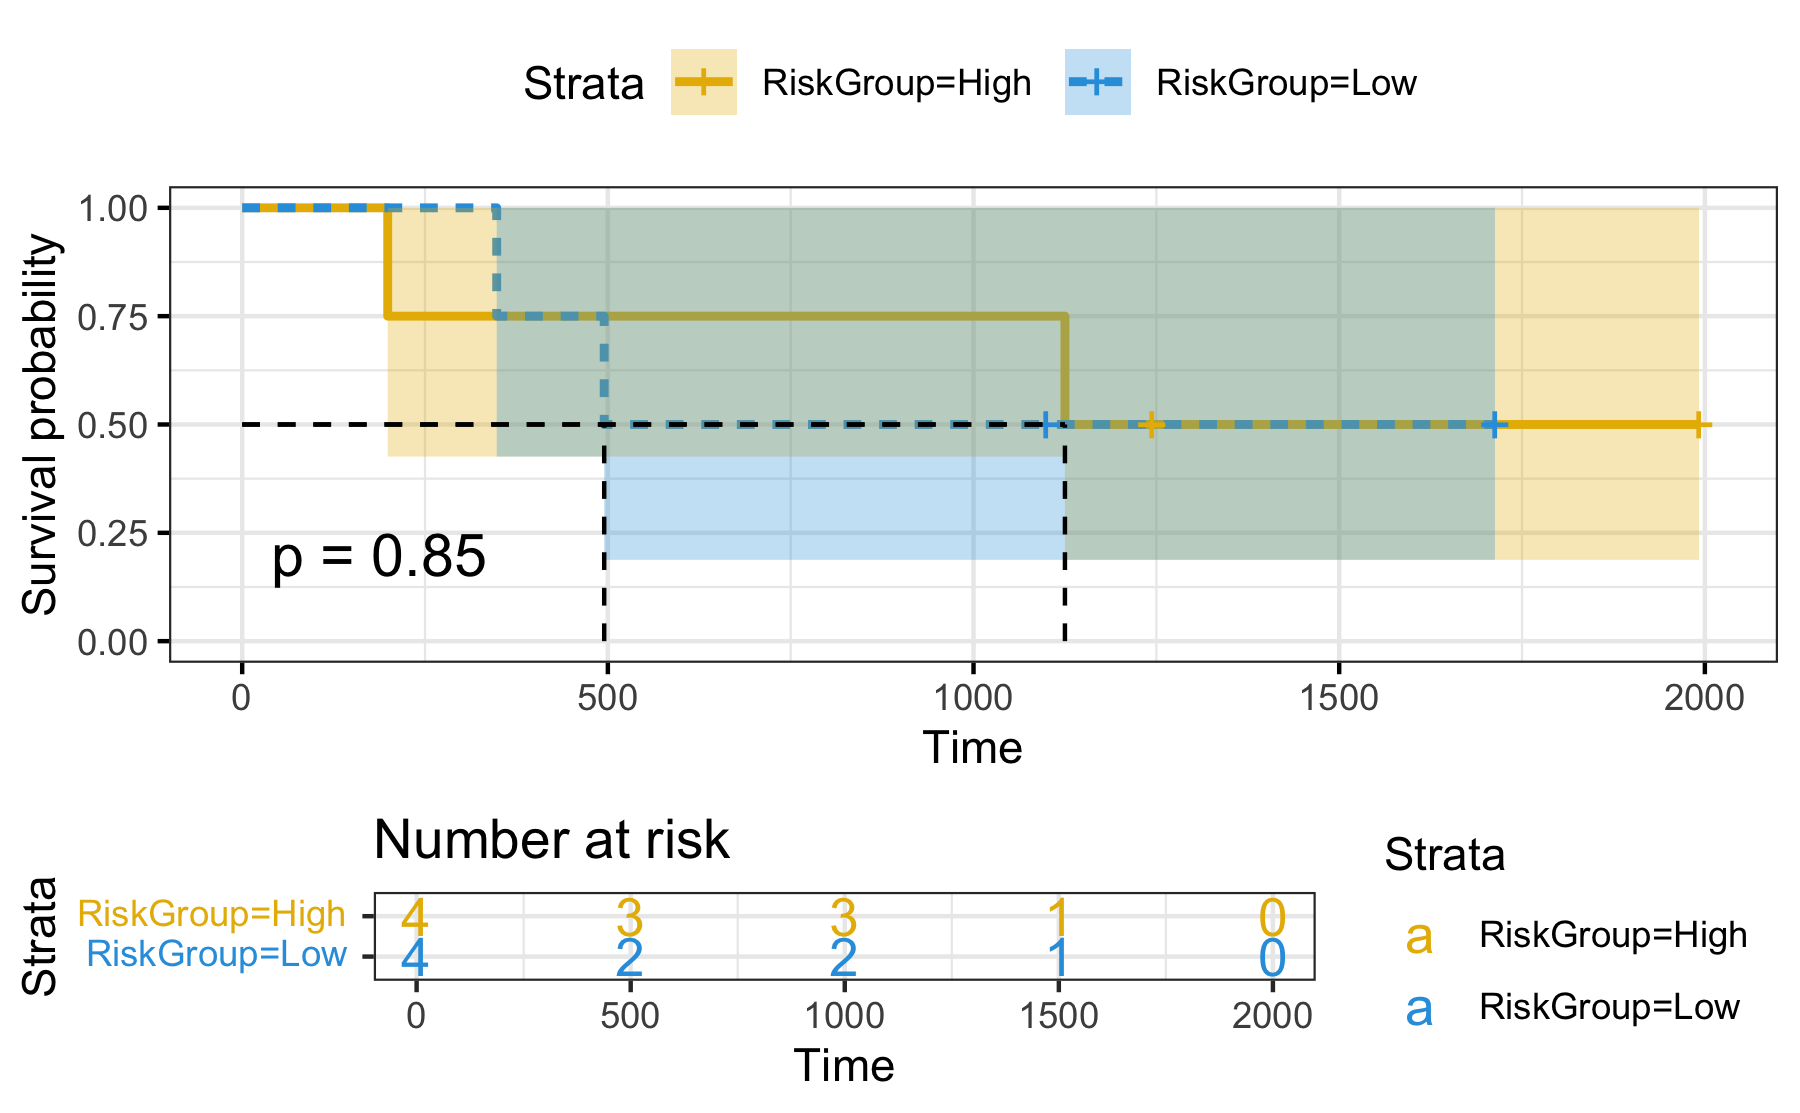 Strata RiskGroup=High RiskGroup=Low
Survival probability
1.00
0.75
0.50
0.25
0.00
p = 0.85
0 500 1000 1500 2000
Time
Number at risk
Strata
RiskGroup=High 4 3 3 1 0
RiskGroup=Low 4 2 2 1 0
0 500 1000 1500 2000
Time
Strata
a RiskGroup=High
a RiskGroup=Low